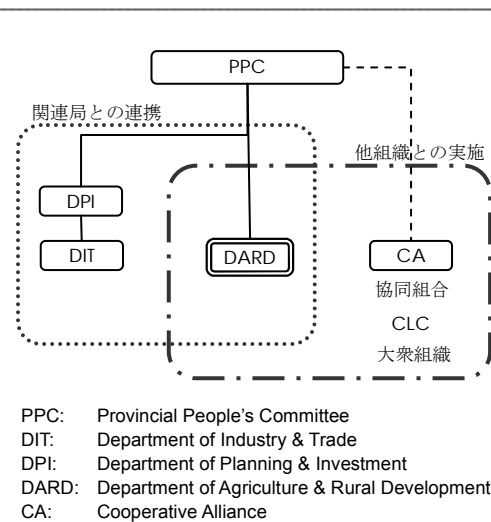 PPC
関連局との連携
他組織との実施
DPI
DIT
DARD
CA
協同組合
CLC
大衆組織
PPC: Provincial People's Committee
DIT: Department of Industry & Trade
DPI: Department of Planning & Investment
DARD: Department of Agriculture & Rural Development
CA: Cooperative Alliance